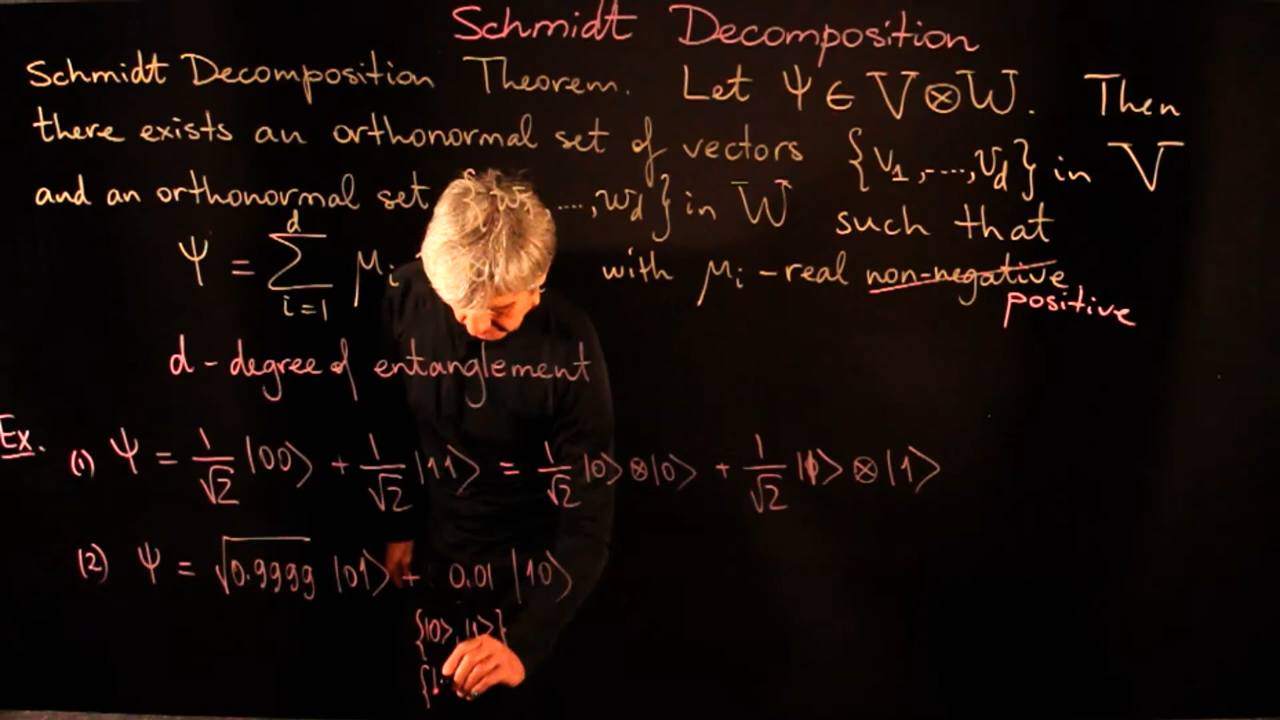 Schmidt Decomposition
Schmidt Decomposition Theorem. Let Ψ ∈ V⊗W. Then
there exists an orthonormal set of vectors {v₁,...,v_d} in V
and an orthonormal set {w₁,...,w_d} in W such that
Ψ = ∑_{i=1}^{d} μᵢ with μᵢ - real non-negative
positive
d - degree of entanglement
Ex.
(1) Ψ = 1/√2 |00⟩ + 1/√2 |11⟩ = 1/√2 |0⟩⊗|0⟩ + 1/√2 |1⟩⊗|1⟩
(2) Ψ = √0.9999 |01⟩ + 0.01 |10⟩
{|0⟩, |1⟩}
{|